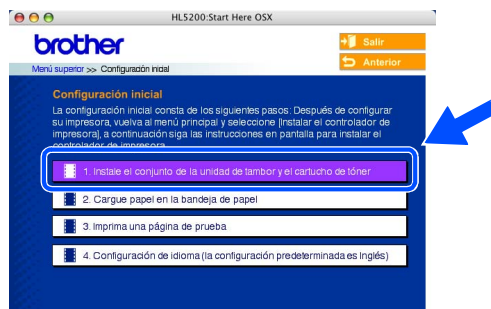 HL5200:Start Here OSX
brother
Salir
Anterior
Menú superior >> Configuración inicial
Configuración inicial
La configuración inicial consta de los siguientes pasos: Después de configurar
su impresora, vuelva al menú principal y seleccione [Instalar el controlador de
impresora], a continuación siga las instrucciones en pantalla para instalar el
controlador de impresora.
1. Instale el conjunto de la unidad de tambor y el cartucho de tóner
2. Cargue papel en la bandeja de papel
3. Imprima una página de prueba
4. Configuración de idioma (la configuración predeterminada es Inglés)